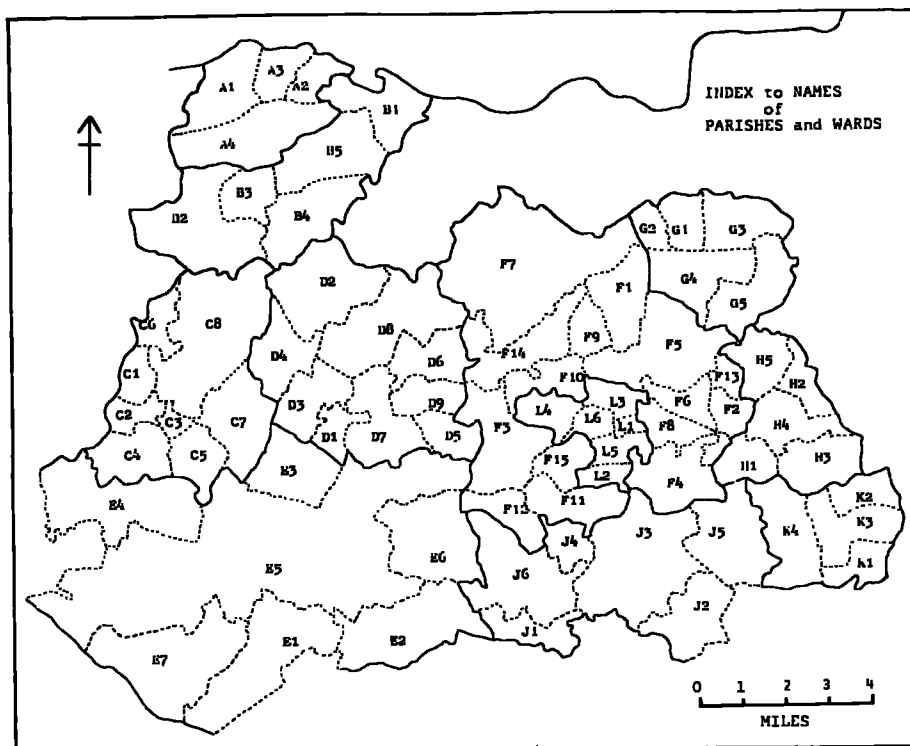 INDEX to NAMES
of
PARISHES and WARDS
A1
A3
A2
B1
A4
B5
B3
B2
B4
G2
G1
G3
F7
G4
D2
F1
G5
C6
C8
D8
F5
F9
F14
D4
D6
H5
C1
F10
F13
H2
D3
D9
L4
L3
F6
F2
C2
C3
C7
L6
L1
F3
F8
H4
D1
D7
D5
C4
C5
L5
F15
H1
H3
E3
L2
F4
E4
F11
K2
F12
J3
J5
K4
K3
J4
E6
K1
E5
J6
J2
E1
E2
J1
E7
0 1 2 3 4
MILES